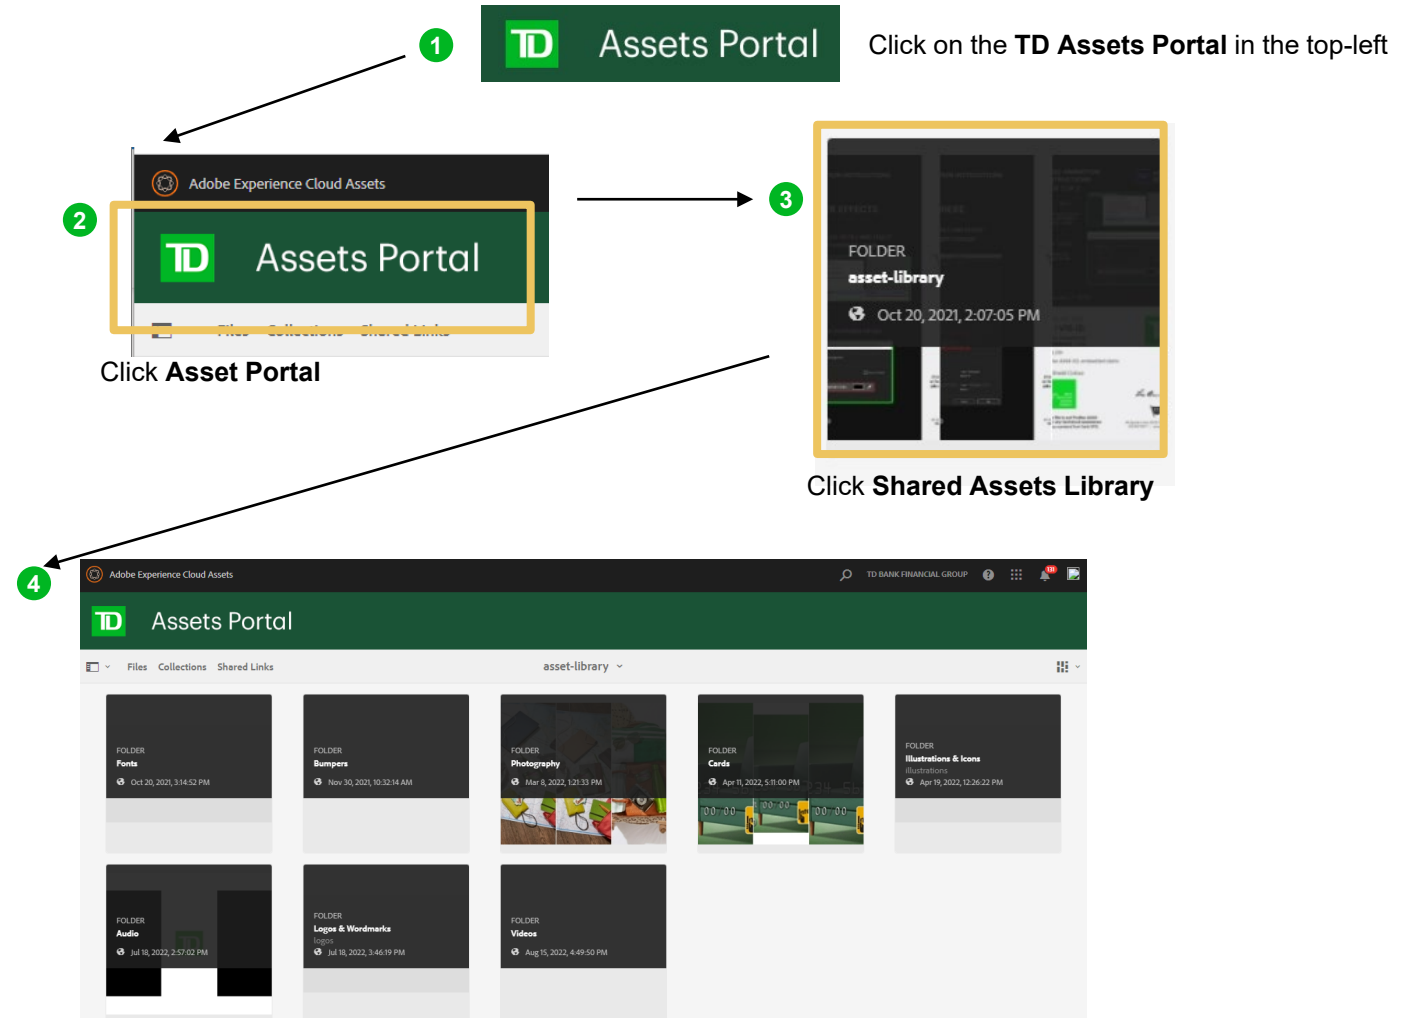 1
TD Assets Portal
Click on the TD Assets Portal in the top-left
Adobe Experience Cloud Assets
2
TD Assets Portal
Files Collections Shared Links
Click Asset Portal
3
FOLDER
asset-library
Oct 20, 2021, 2:07:05 PM
Click Shared Assets Library
4
Adobe Experience Cloud Assets
TD BANK FINANCIAL GROUP
TD Assets Portal
Files Collections Shared Links
asset-library
FOLDER
Fonts
Oct 20, 2021, 3:14:52 PM
FOLDER
Bumpers
Nov 30, 2021, 10:32:14 AM
FOLDER
Photography
Mar 8, 2022, 1:21:33 PM
FOLDER
Cards
Apr 11, 2022, 5:11:00 PM
FOLDER
Illustrations & Icons
illustrations
Apr 19, 2022, 12:26:22 PM
FOLDER
Audio
Jul 18, 2022, 2:57:02 PM
FOLDER
Logos & Wordmarks
logos
Jul 18, 2022, 3:46:19 PM
FOLDER
Videos
Aug 15, 2022, 4:49:50 PM